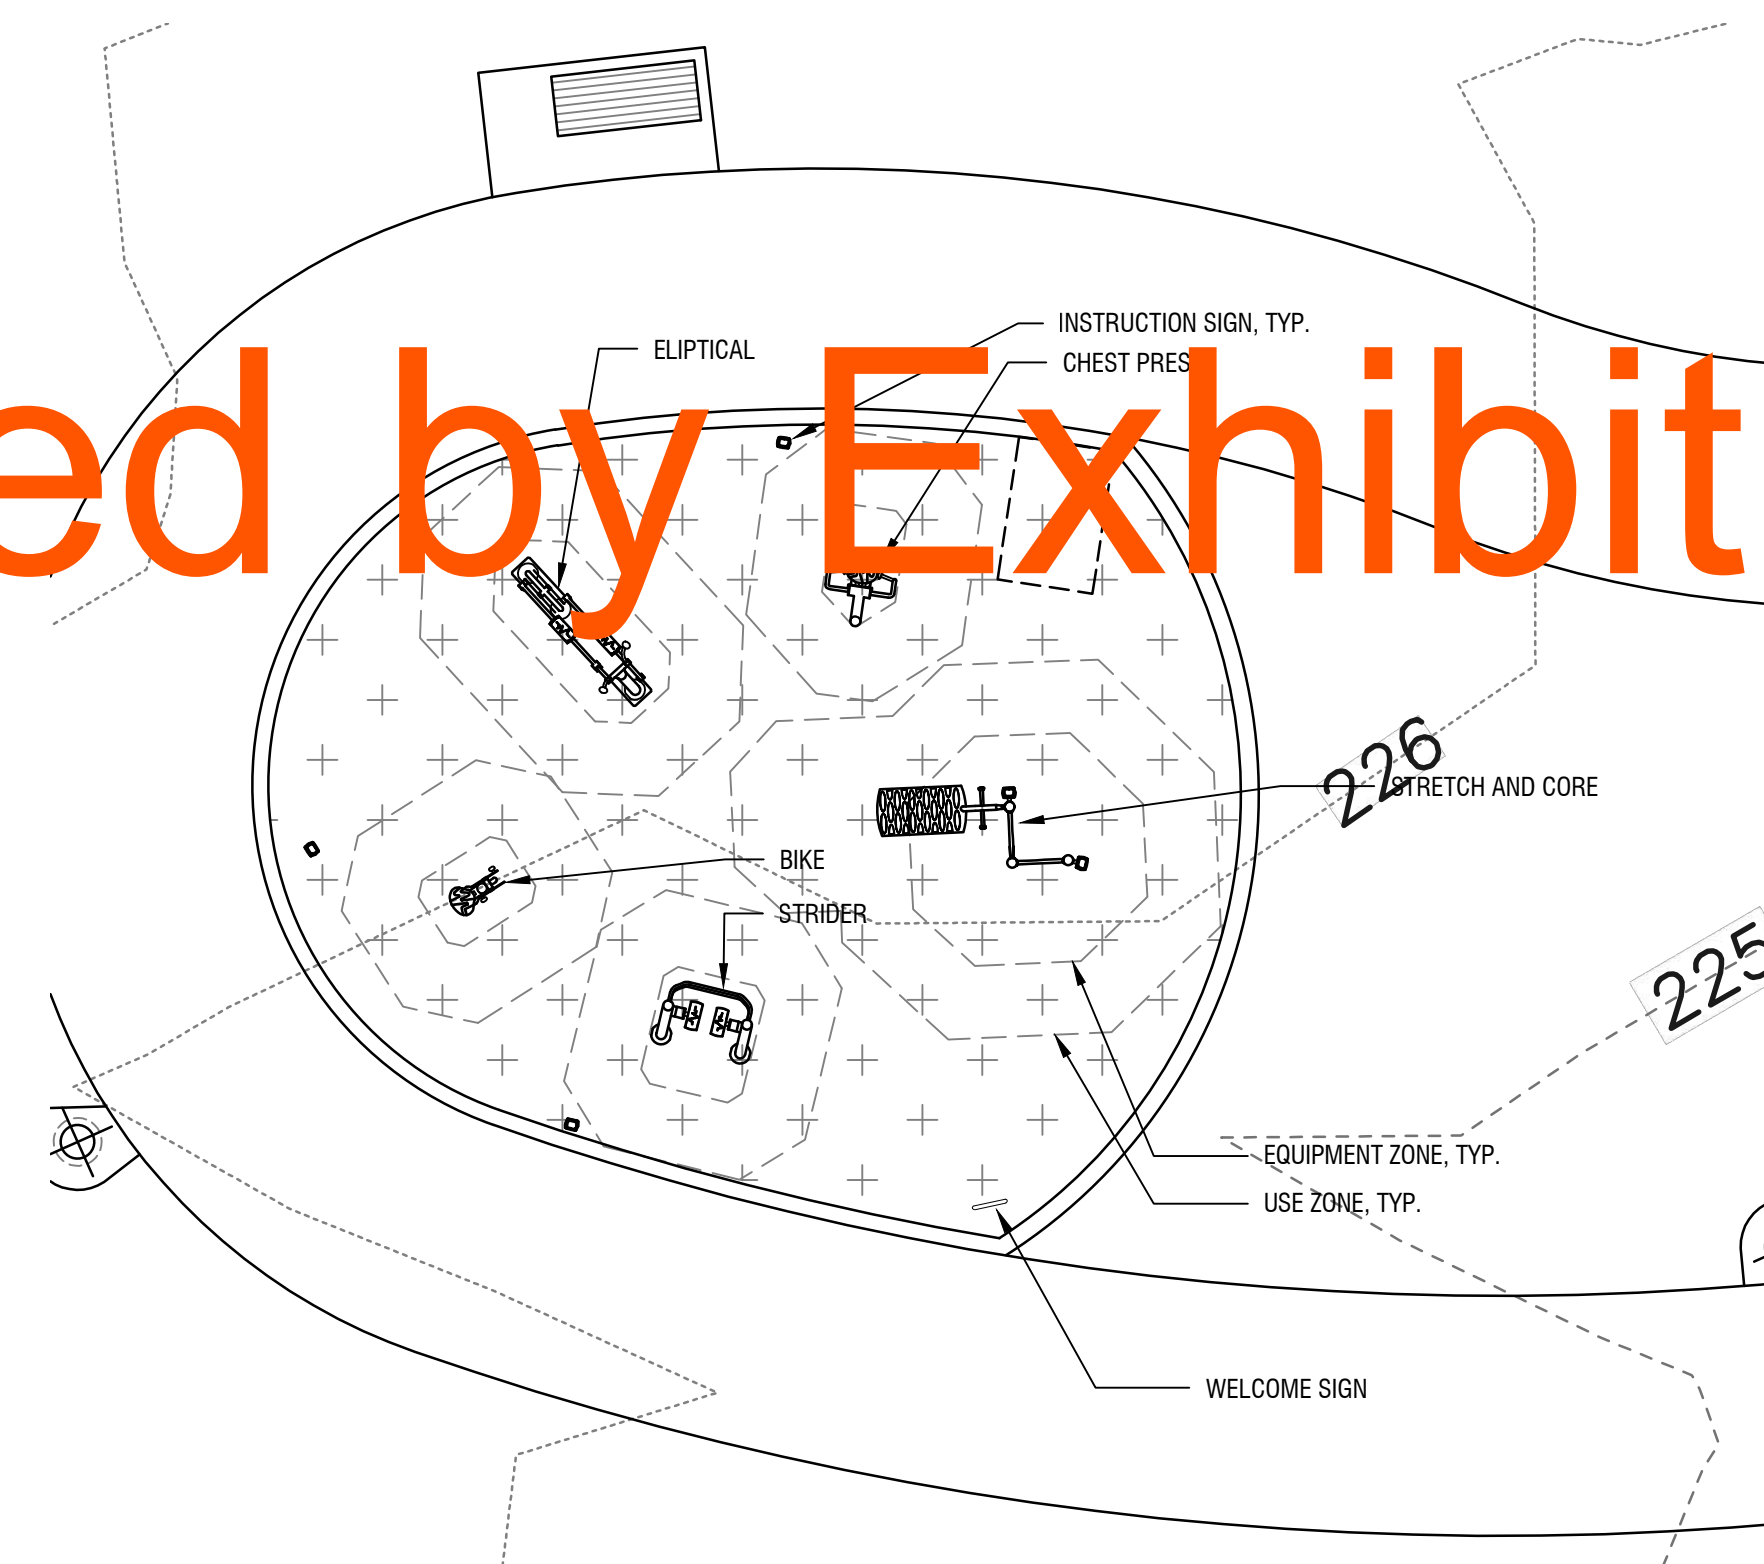 INSTRUCTION SIGN, TYP.
ELIPTICAL
CHEST PRES
ed by Exhibit
226
STRETCH AND CORE
BIKE
STRIDER
225
EQUIPMENT ZONE, TYP.
USE ZONE, TYP.
WELCOME SIGN